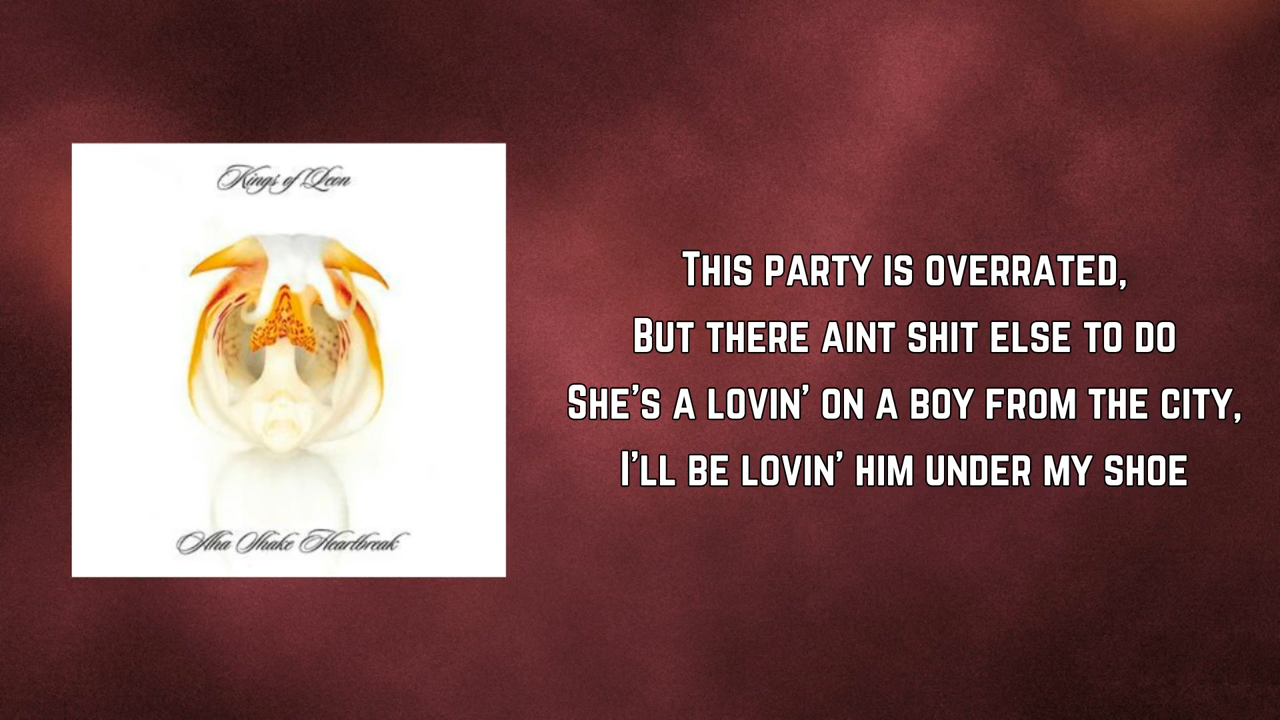 Kings of Leon
Aha Shake Heartbreak
This party is overrated,
But there aint shit else to do
She's a lovin' on a boy from the city,
I'll be lovin' him under my shoe